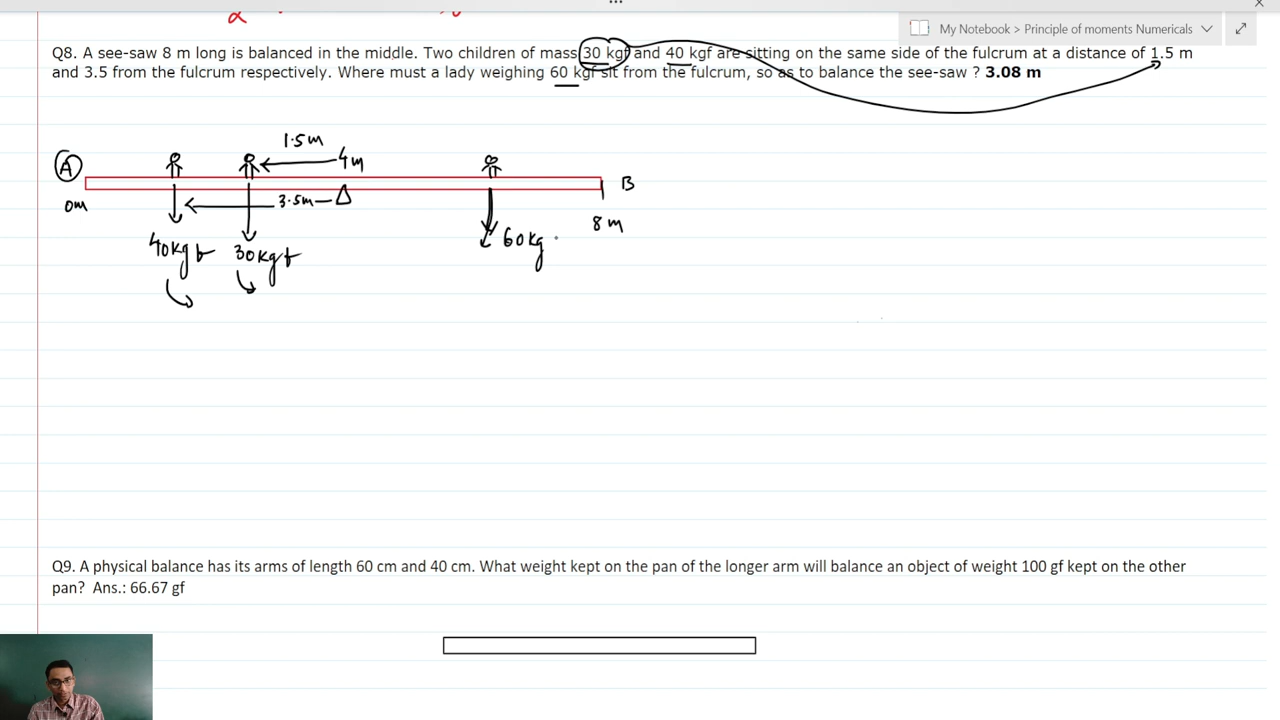 My Notebook > Principle of moments Numericals
Q8. A see-saw 8 m long is balanced in the middle. Two children of mass 30 kgf and 40 kgf are sitting on the same side of the fulcrum at a distance of 1.5 m
and 3.5 from the fulcrum respectively. Where must a lady weighing 60 kgf sit from the fulcrum, so as to balance the see-saw ? 3.08 m
1.5m
A
4m
B
0m
3.5m
8m
40kgf 30kgf
60kg
Q9. A physical balance has its arms of length 60 cm and 40 cm. What weight kept on the pan of the longer arm will balance an object of weight 100 gf kept on the other
pan? Ans.: 66.67 gf